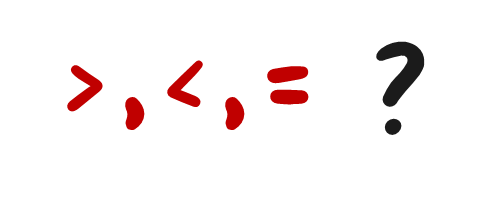 >, <, = ?